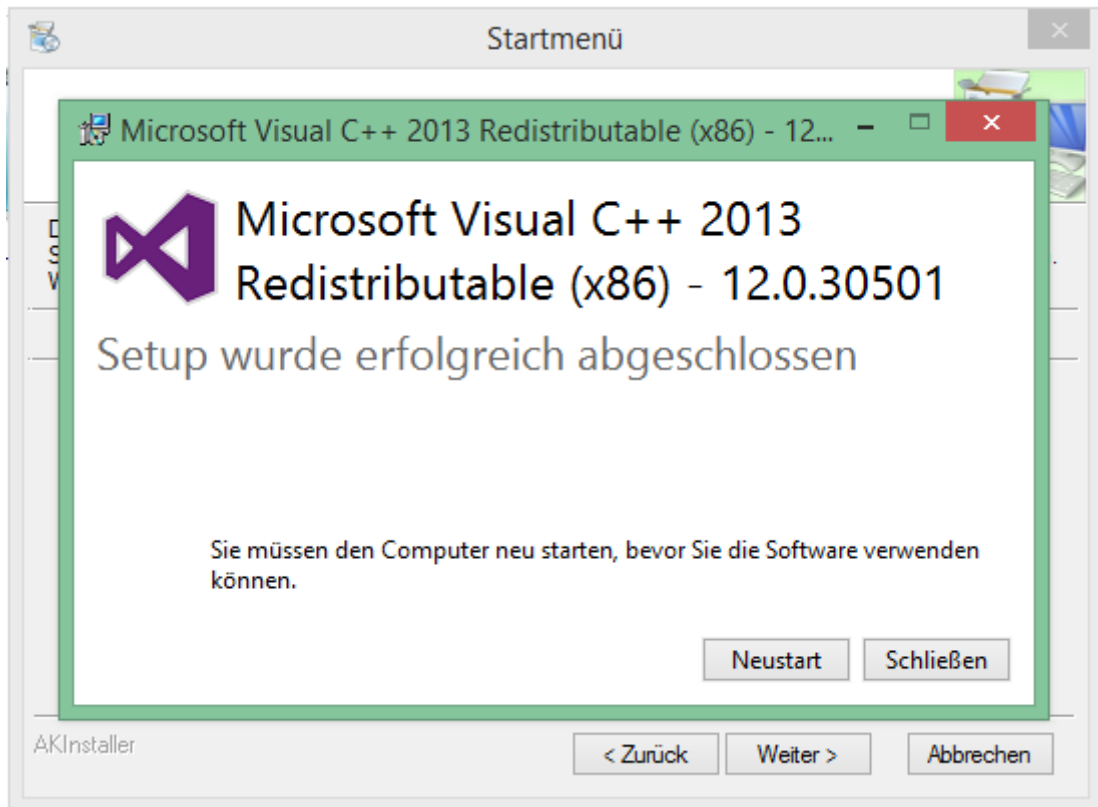 Startmenü
Microsoft Visual C++ 2013 Redistributable (x86) - 12...
Microsoft Visual C++ 2013
Redistributable (x86) - 12.0.30501
Setup wurde erfolgreich abgeschlossen
Sie müssen den Computer neu starten, bevor Sie die Software verwenden
können.
Neustart Schließen
AKInstaller
< Zurück Weiter > Abbrechen